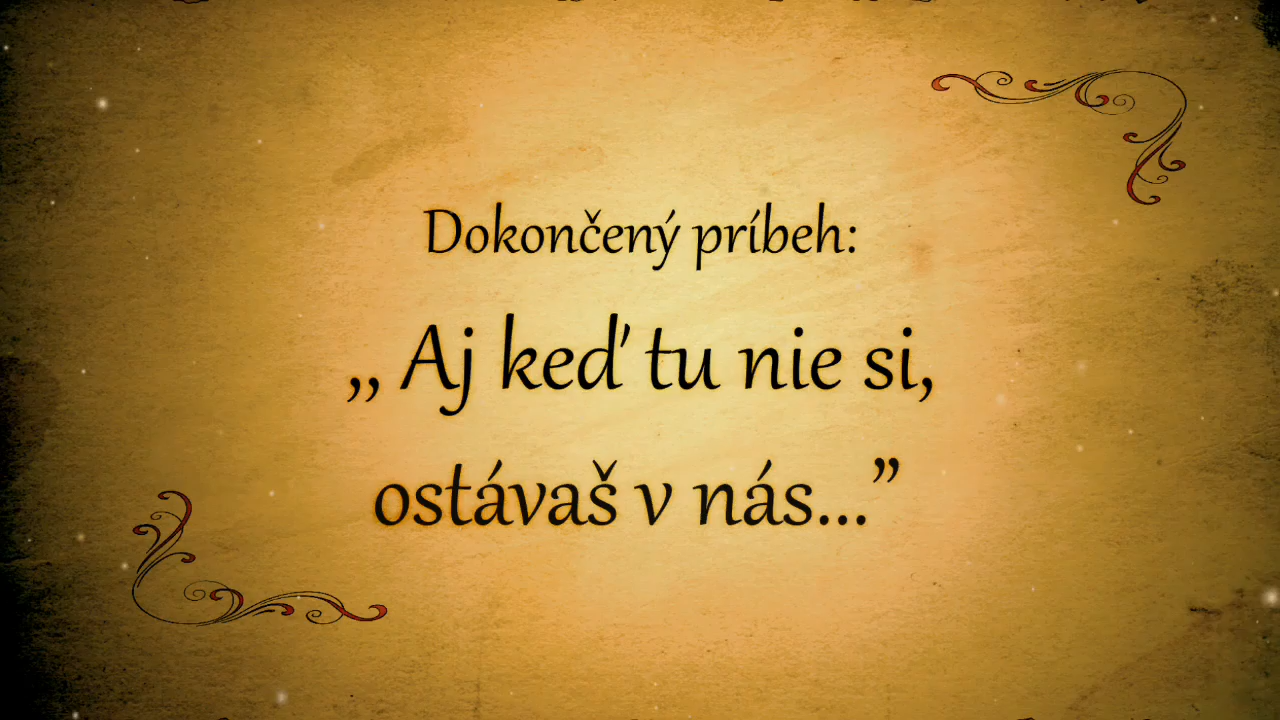 Dokončený príbeh:
,, Aj keď tu nie si,
ostávaš v nás...”